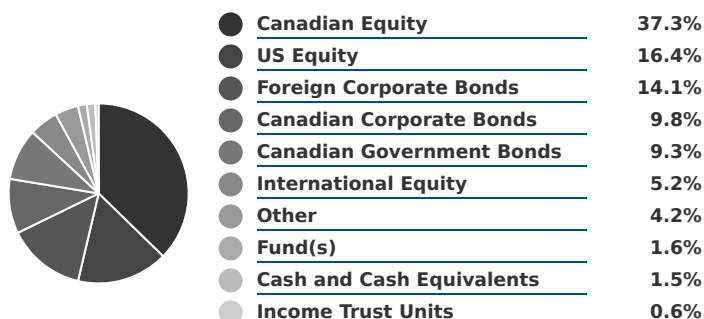 Canadian Equity 37.3%
US Equity 16.4%
Foreign Corporate Bonds 14.1%
Canadian Corporate Bonds 9.8%
Canadian Government Bonds 9.3%
International Equity 5.2%
Other 4.2%
Fund(s) 1.6%
Cash and Cash Equivalents 1.5%
Income Trust Units 0.6%